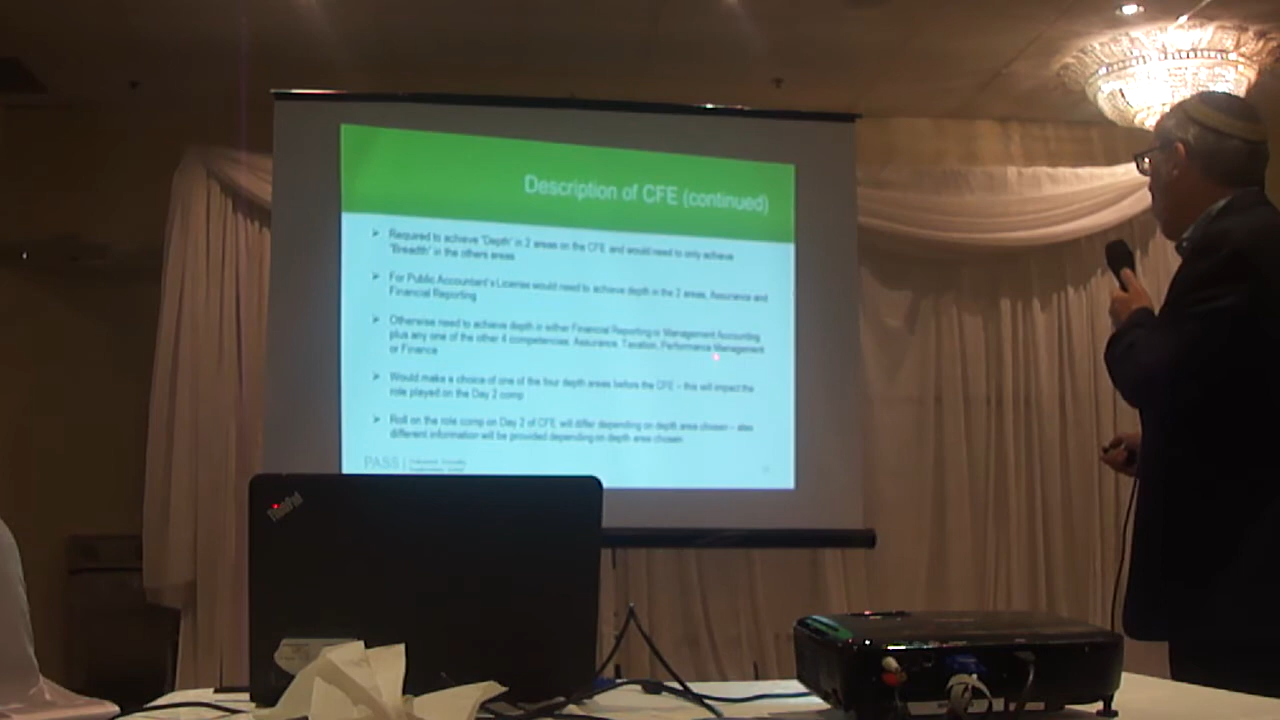 Description of CFE (continued)
➢ Required to achieve "Depth" in 2 areas on the CFE and would need to only achieve
"Breadth" in the others areas
➢ For Public Accountant's License would need to achieve depth in the 2 areas, Assurance and
Financial Reporting
➢ Otherwise need to achieve depth in either Financial Reporting or Management Accounting
plus any one of the other 4 competencies: Assurance, Taxation, Performance Management
or Finance
➢ Would make a choice of one of the four depth areas before the CFE – this will impact the
role played on the Day 2 comp
➢ Roll on the role comp on Day 2 of CFE will differ depending on depth area chosen – also
different information will be provided depending on depth area chosen
PASS
ThinkPad